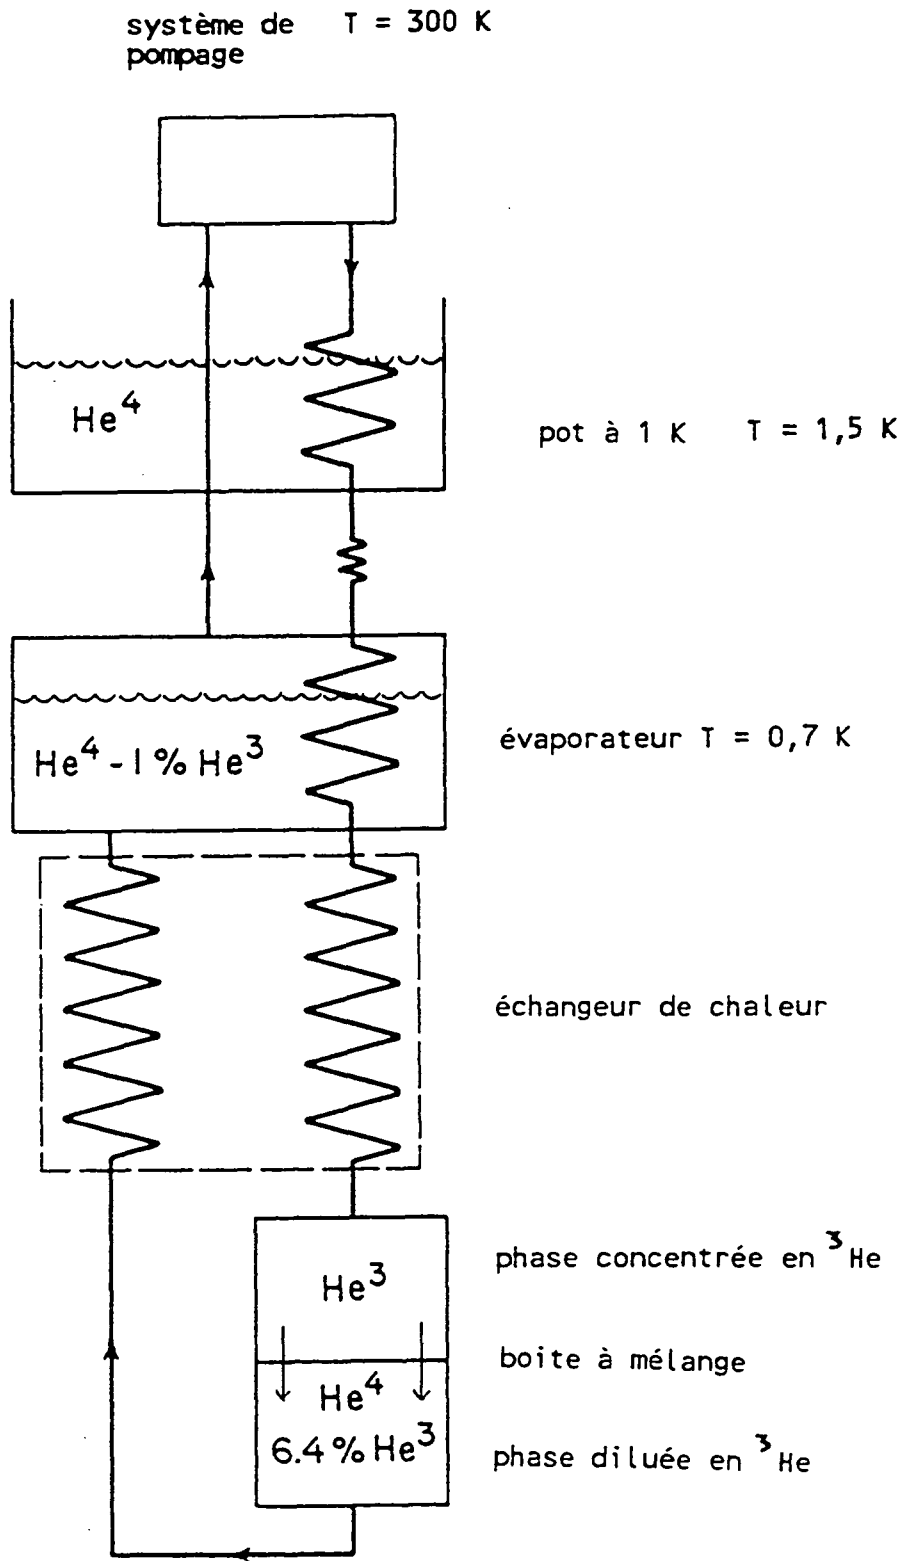 système de T = 300 K
pompage
He⁴
pot à 1 K T = 1,5 K
He⁴ - 1 % He³
évaporateur T = 0,7 K
échangeur de chaleur
phase concentrée en ³He
He³
boite à mélange
He⁴
6.4 % He³
phase diluée en ³He